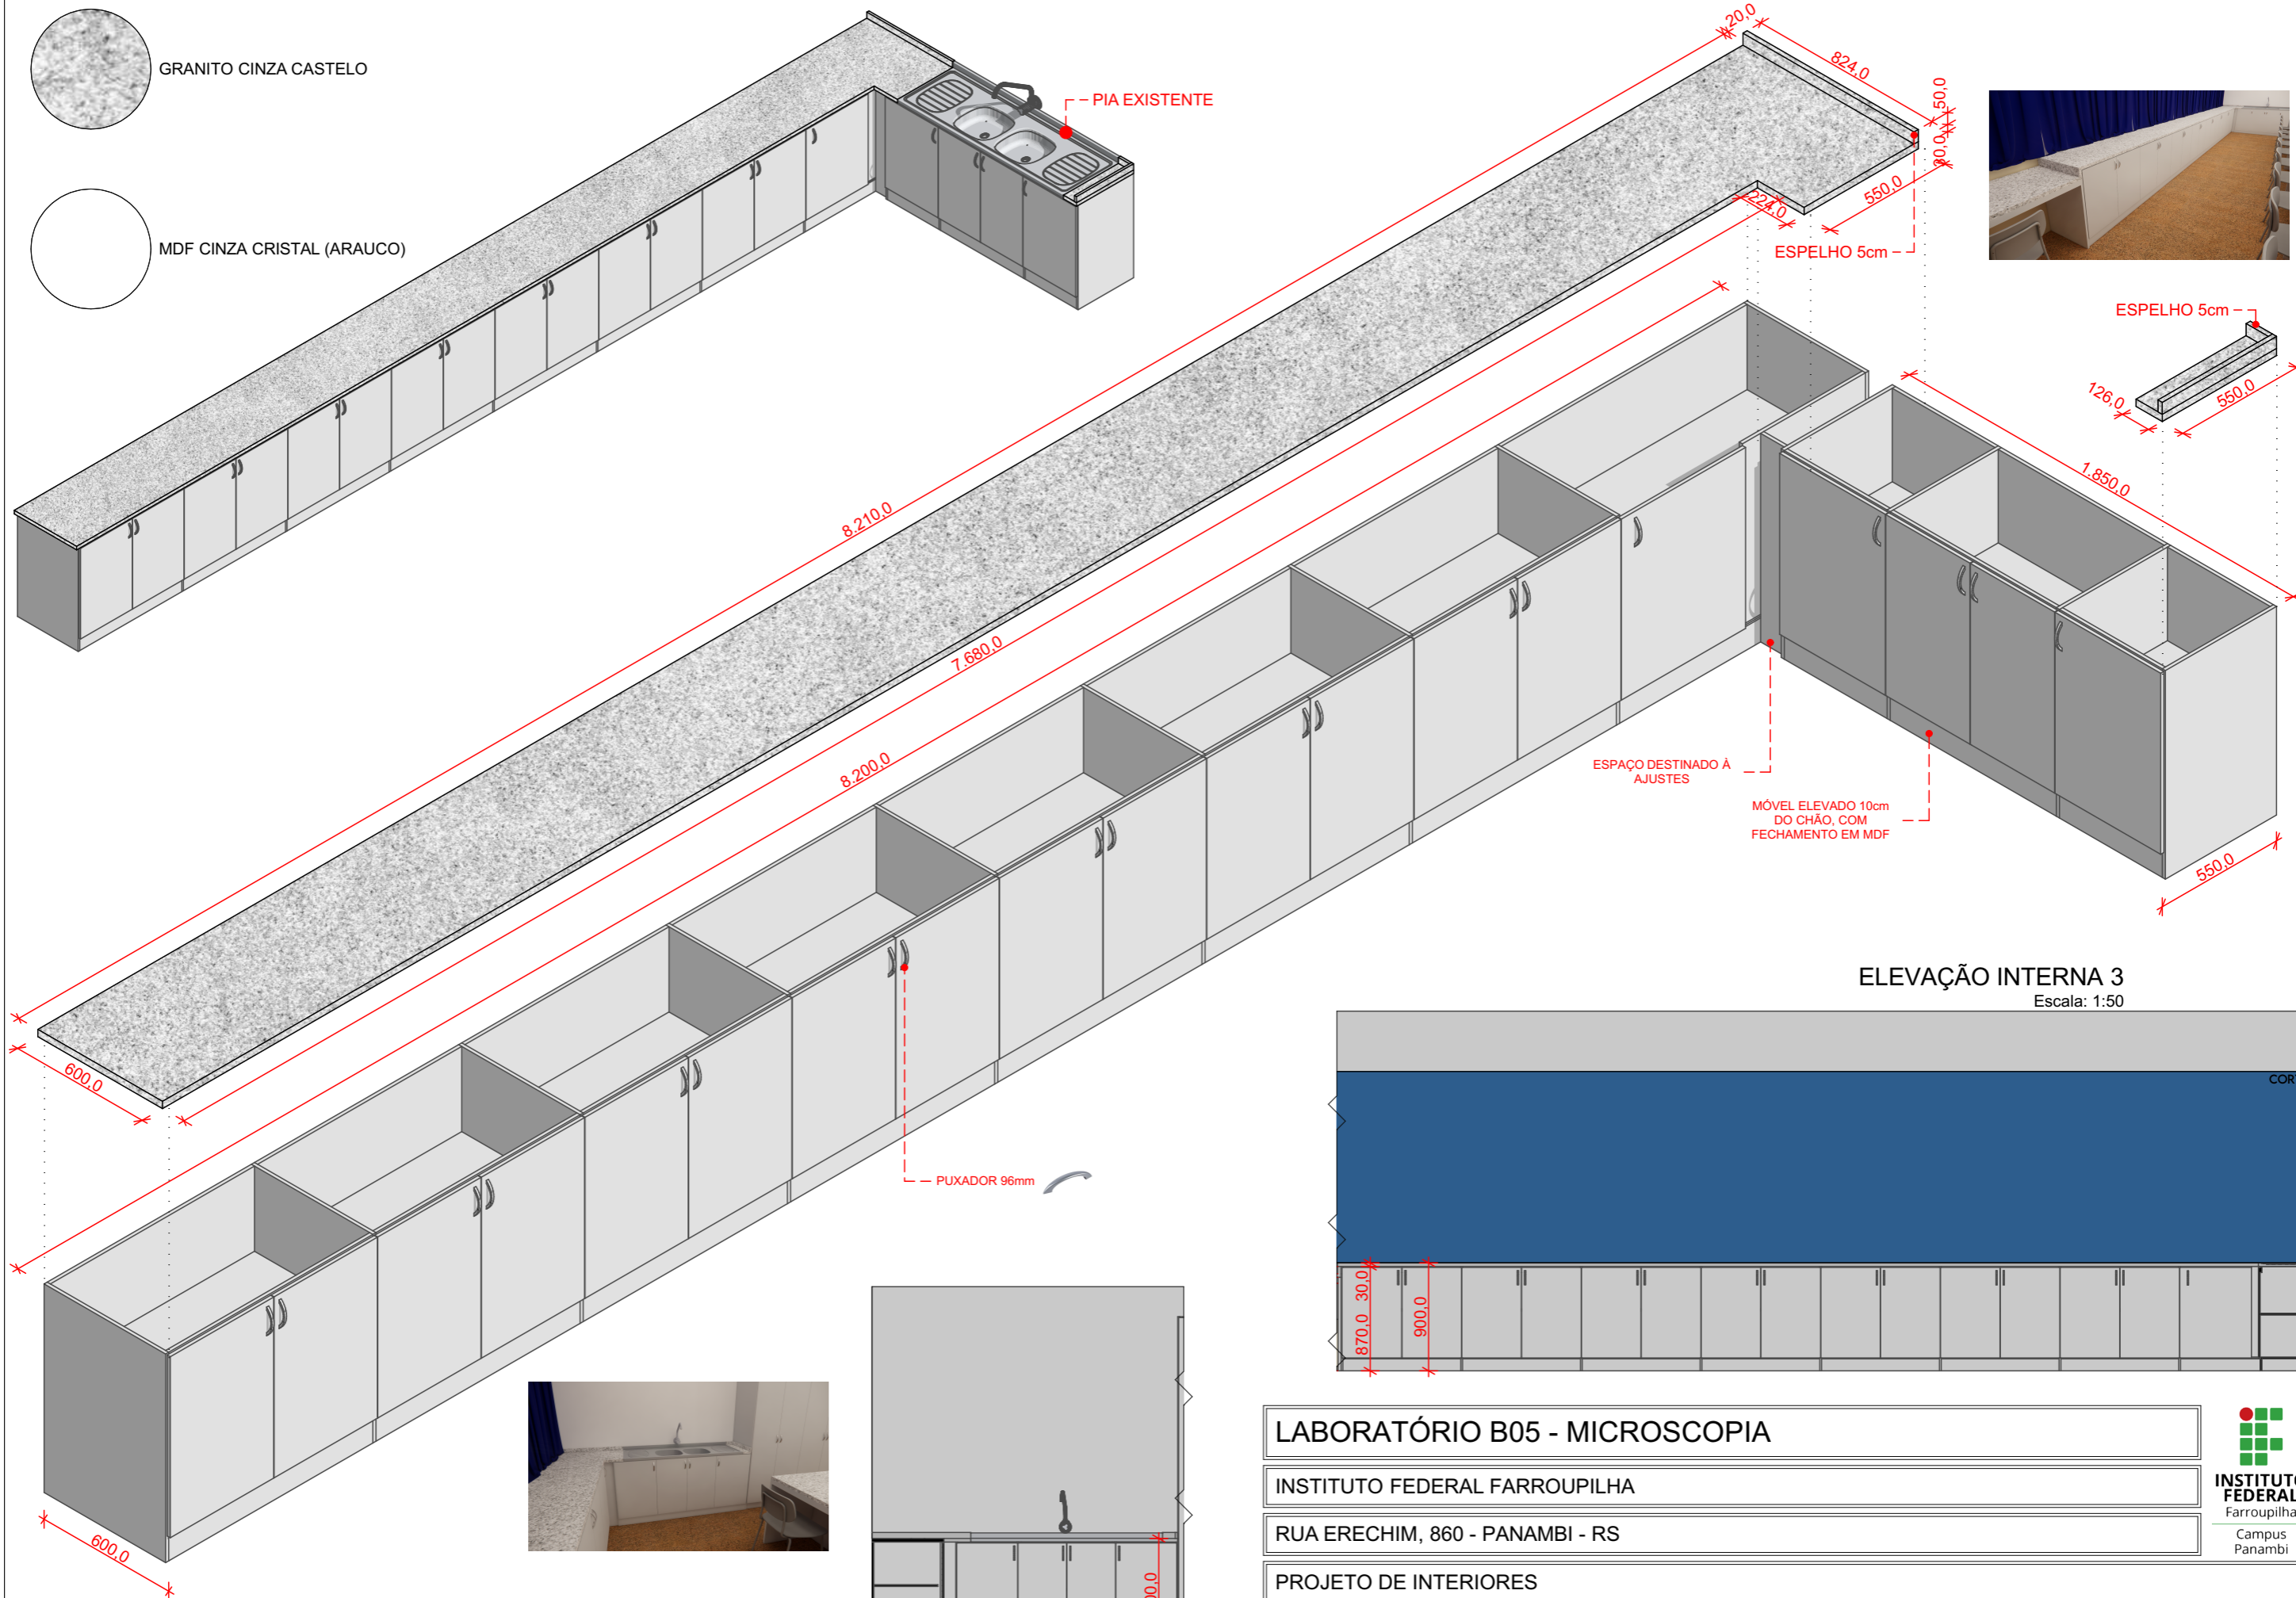 GRANITO CINZA CASTELO
MDF CINZA CRISTAL (ARAUCO)
PIA EXISTENTE
20,0
824,0
50,0
30,0
550,0
224,0
ESPELHO 5cm
ESPELHO 5cm
126,0
550,0
8.210,0
7.680,0
8.200,0
1.850,0
600,0
ESPAÇO DESTINADO À
AJUSTES
MÓVEL ELEVADO 10cm
DO CHÃO, COM
FECHAMENTO EM MDF
550,0
PUXADOR 96mm
600,0
ELEVAÇÃO INTERNA 3
Escala: 1:50
30,0
870,0
900,0
LABORATÓRIO B05 - MICROSCOPIA
INSTITUTO FEDERAL FARROUPILHA
RUA ERECHIM, 860 - PANAMBI - RS
PROJETO DE INTERIORES
INSTITUTO
FEDERAL
Farroupilha
Campus
Panambi